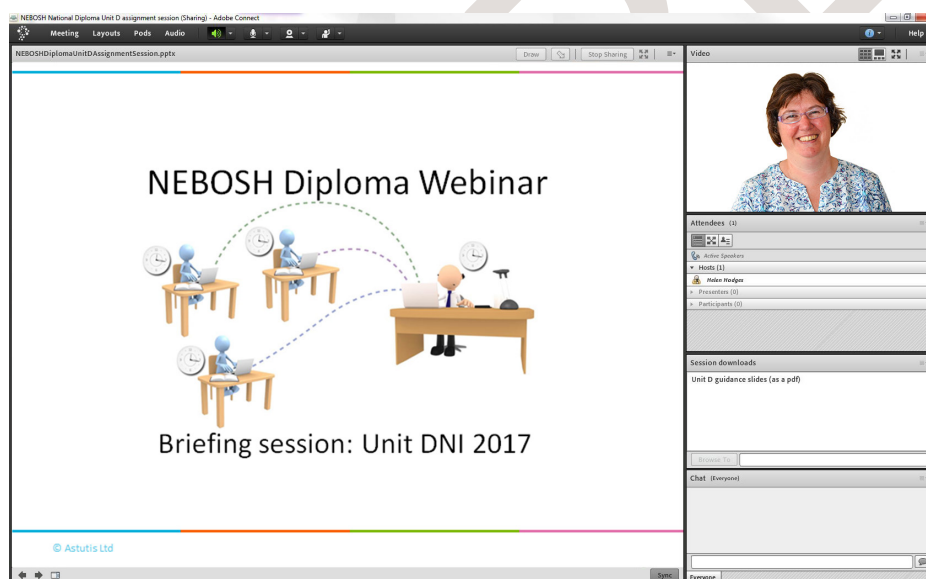 NEBOSH National Diploma Unit D assignment session (Sharing) - Adobe Connect
Meeting Layouts Pods Audio Help
NEBOSHDiplomaUnitDAssignmentSession.pptx
Draw Stop Sharing
NEBOSH Diploma Webinar
Briefing session: Unit DNI 2017
© Astutis Ltd
Sync
Video
Attendees (1)
Active Speakers
Hosts (1)
Helen Hodges
Presenters (0)
Participants (0)
Session downloads
Unit D guidance slides (as a pdf)
Browse To
Chat (Everyone)
Everyone